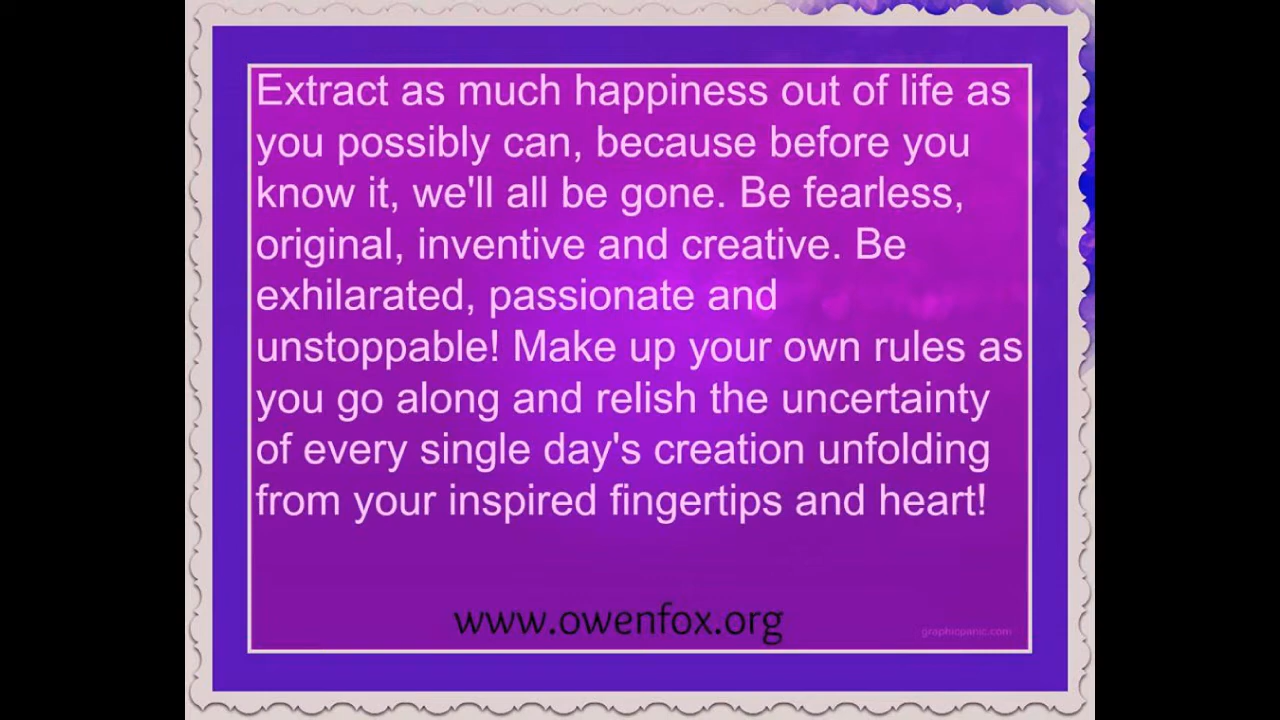 Extract as much happiness out of life as
you possibly can, because before you
know it, we'll all be gone. Be fearless,
original, inventive and creative. Be
exhilarated, passionate and
unstoppable! Make up your own rules as
you go along and relish the uncertainty
of every single day's creation unfolding
from your inspired fingertips and heart!
www.owenfox.org
graphicpanic.com